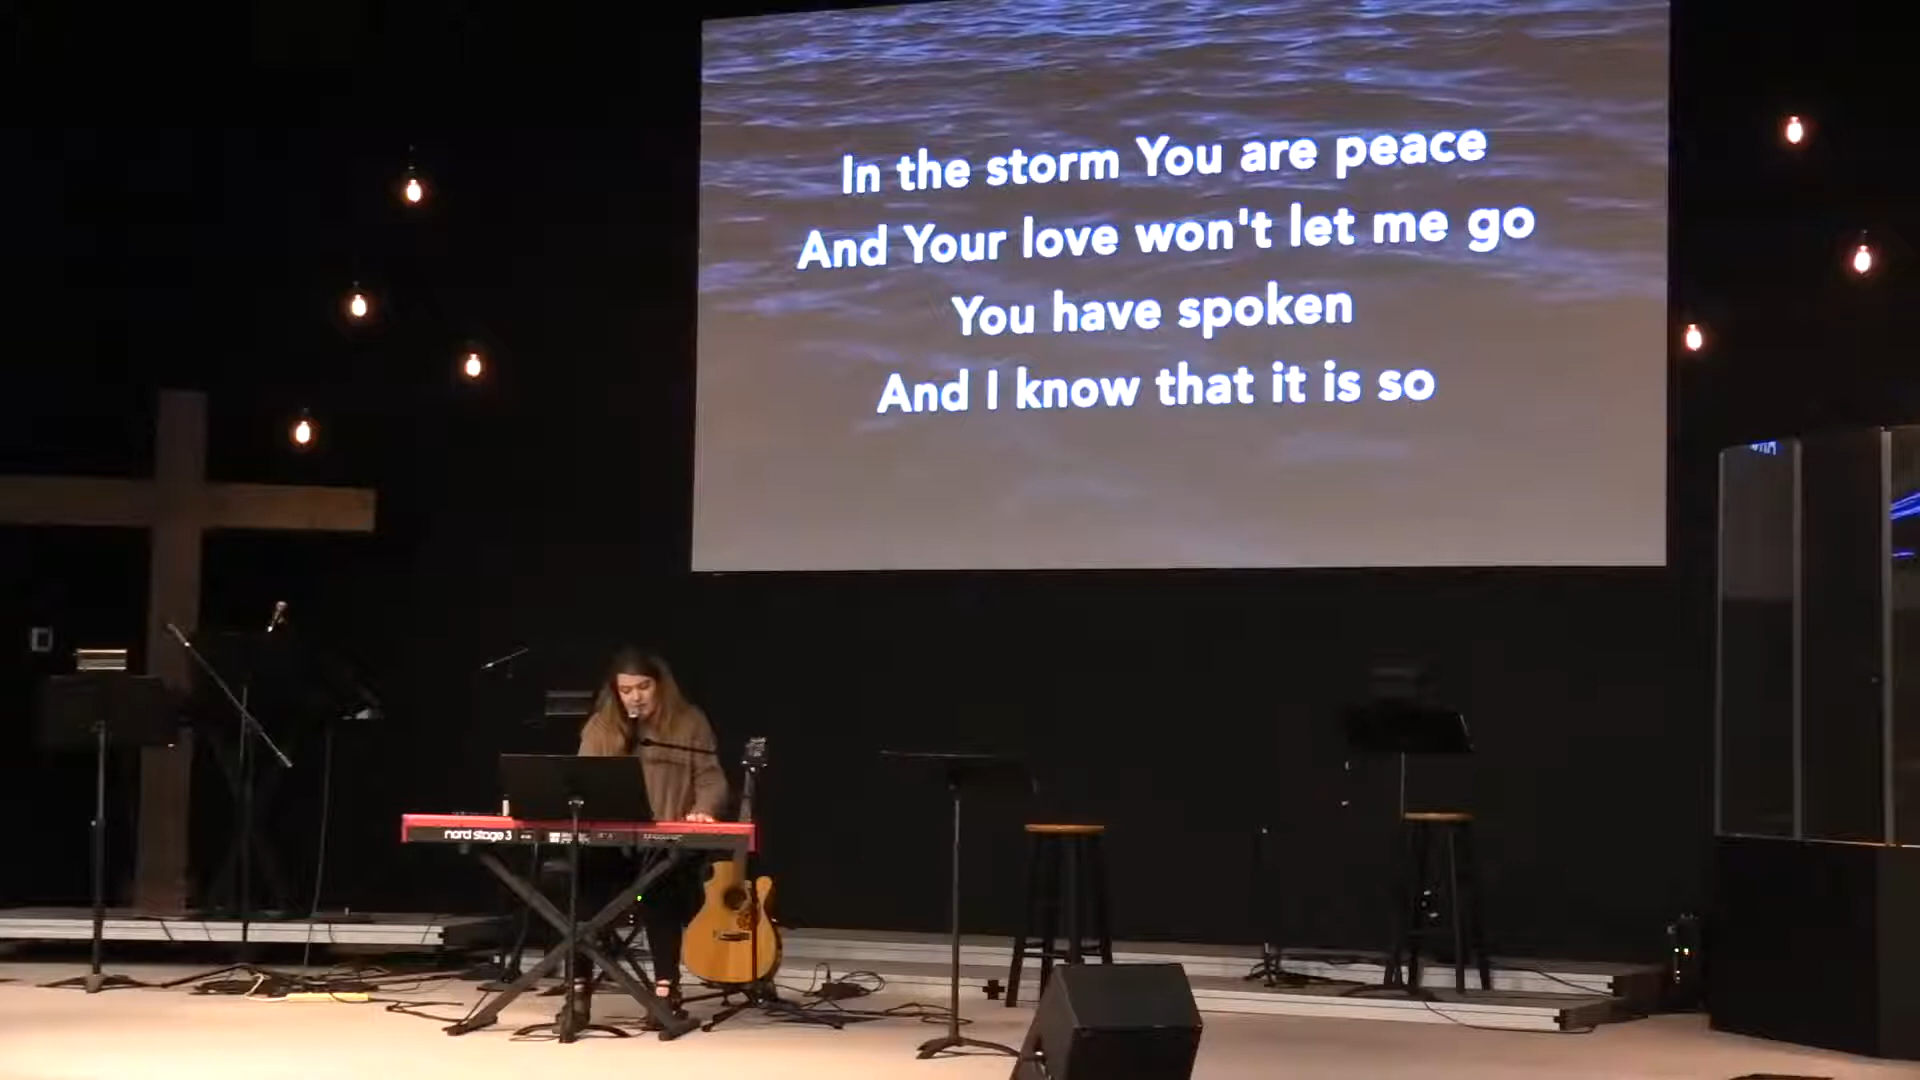 In the storm You are peace
And Your love won't let me go
You have spoken
And I know that it is so
nord stage 3